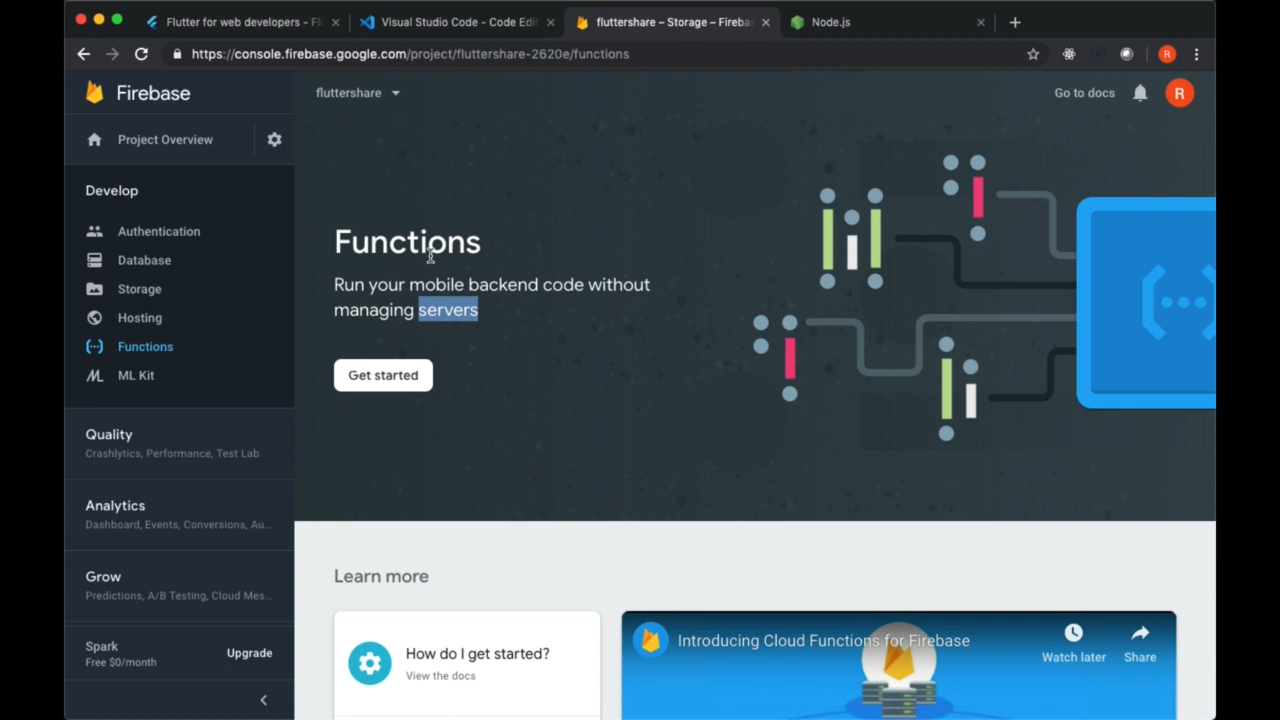 Flutter for web developers - Fl
Visual Studio Code - Code Edit
fluttershare – Storage – Fireba
Node.js
https://console.firebase.google.com/project/fluttershare-2620e/functions
R
Firebase
fluttershare
Go to docs
R
Project Overview
Develop
Authentication
Database
Storage
Hosting
Functions
ML Kit
Quality
Crashlytics, Performance, Test Lab
Analytics
Dashboard, Events, Conversions, Au...
Grow
Predictions, A/B Testing, Cloud Mes...
Spark
Free $0/month
Upgrade
Functions
Run your mobile backend code without
managing servers
Get started
Learn more
How do I get started?
View the docs
Introducing Cloud Functions for Firebase
Watch later
Share